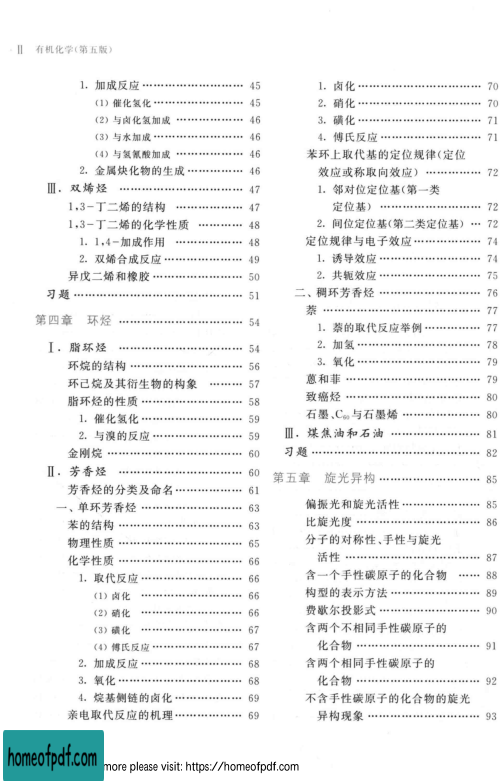 · Ⅱ 有机化学(第五版)
1. 加成反应 …………………… 45
(1) 催化氢化 …………………… 45
(2) 与卤化氢加成 …………………… 46
(3) 与水加成 …………………… 46
(4) 与氢氰酸加成 …………………… 46
2. 金属炔化物的生成 …………………… 46
Ⅲ. 双烯烃 …………………… 47
1,3-丁二烯的结构 …………………… 47
1,3-丁二烯的化学性质 …………………… 48
1. 1,4-加成作用 …………………… 48
2. 双烯合成反应 …………………… 49
异戊二烯和橡胶 …………………… 50
习题 …………………… 51
第四章 环烃 …………………… 54
Ⅰ. 脂环烃 …………………… 54
环烷的结构 …………………… 56
环己烷及其衍生物的构象 …………………… 57
脂环烃的性质 …………………… 58
1. 催化氢化 …………………… 59
2. 与溴的反应 …………………… 59
金刚烷 …………………… 60
Ⅱ. 芳香烃 …………………… 60
芳香烃的分类及命名 …………………… 61
一、单环芳香烃 …………………… 63
苯的结构 …………………… 63
物理性质 …………………… 65
化学性质 …………………… 66
1. 取代反应 …………………… 66
(1) 卤化 …………………… 66
(2) 硝化 …………………… 66
(3) 磺化 …………………… 67
(4) 傅氏反应 …………………… 67
2. 加成反应 …………………… 68
3. 氧化 …………………… 68
4. 烷基侧链的卤化 …………………… 69
亲电取代反应的机理 …………………… 69
1. 卤化 …………………… 70
2. 硝化 …………………… 70
3. 磺化 …………………… 71
4. 傅氏反应 …………………… 71
苯环上取代基的定位规律(定位
效应或称取向效应) …………………… 72
1. 邻对位定位基(第一类
定位基) …………………… 72
2. 间位定位基(第二类定位基) … 72
定位规律与电子效应 …………………… 74
1. 诱导效应 …………………… 74
2. 共轭效应 …………………… 75
二、稠环芳香烃 …………………… 76
萘 …………………… 77
1. 萘的取代反应举例 …………………… 77
2. 加氢 …………………… 78
3. 氧化 …………………… 79
蒽和菲 …………………… 79
致癌烃 …………………… 80
石墨、C₆₀与石墨烯 …………………… 80
Ⅲ. 煤焦油和石油 …………………… 81
习题 …………………… 82
第五章 旋光异构 …………………… 85
偏振光和旋光活性 …………………… 85
比旋光度 …………………… 86
分子的对称性、手性与旋光
活性 …………………… 87
含一个手性碳原子的化合物 …… 88
构型的表示方法 …………………… 89
费歇尔投影式 …………………… 90
含两个不相同手性碳原子的
化合物 …………………… 91
含两个相同手性碳原子的
化合物 …………………… 92
不含手性碳原子的化合物的旋光
异构现象 …………………… 93
homeofpdf.com
more please visit: https://homeofpdf.com